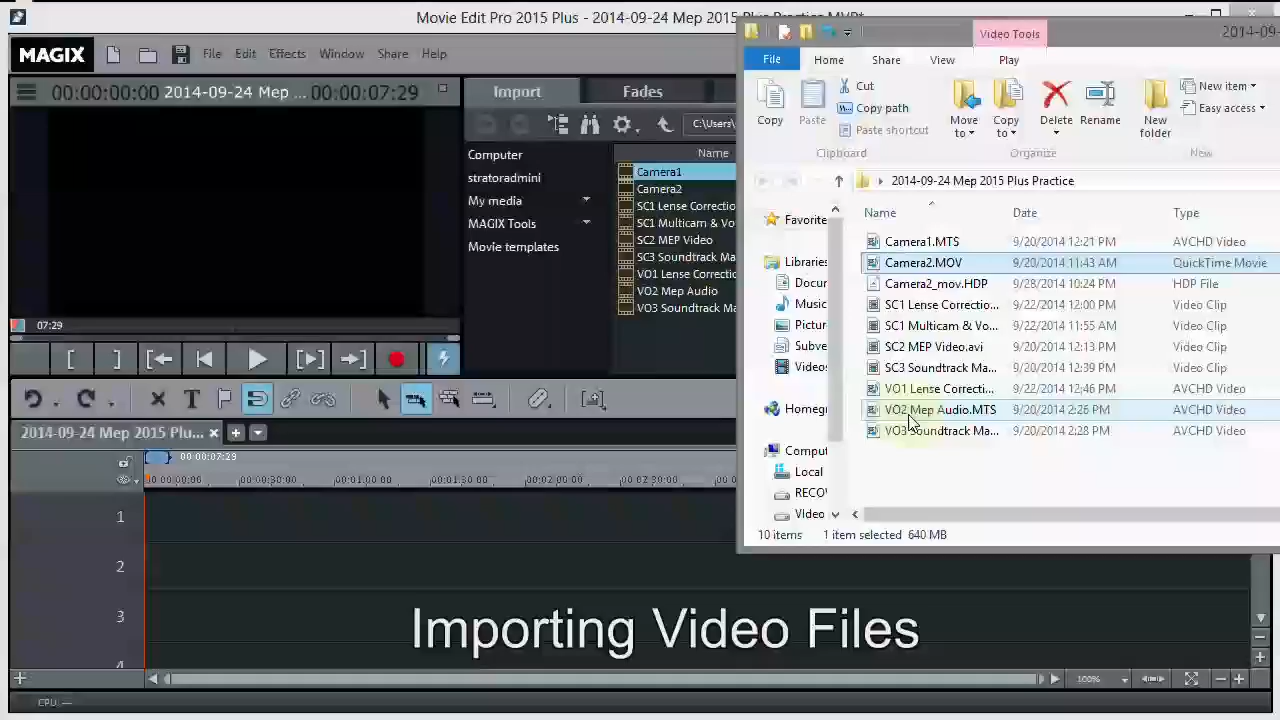 Movie Edit Pro 2015 Plus - 2014-09-24 Mep 2015 Plus Practice.MVP*
MAGIX
File Edit Effects Window Share Help
00:00:00:00 2014-09-24 Mep ... 00:00:07:29
Import
Fades
C:\Users\
Computer
stratoradmini
My media
MAGIX Tools
Movie templates
Name
Camera1
Camera2
SC1 Lense Correctio
SC1 Multicam & Vo
SC2 MEP Video
SC3 Soundtrack Ma
VO1 Lense Correctio
VO2 Mep Audio
VO3 Soundtrack Ma
07:29
Video Tools
2014-09-
File Home Share View Play
Copy
Paste
Cut
Copy path
Paste shortcut
Move to
Copy to
Delete
Rename
New folder
New item
Easy access
Clipboard
Organize
New
2014-09-24 Mep 2015 Plus Practice
Favorite
Libraries
Docur
Music
Pictur
Subve
Videos
Homegr
Comput
Local
RECO
Video
Name Date Type
Camera1.MTS 9/20/2014 12:21 PM AVCHD Video
Camera2.MOV 9/20/2014 11:43 AM QuickTime Movie
Camera2_mov.HDP 9/28/2014 10:24 PM HDP File
SC1 Lense Correctio... 9/22/2014 12:00 PM Video Clip
SC1 Multicam & Vo... 9/22/2014 11:55 AM Video Clip
SC2 MEP Video.avi 9/20/2014 12:13 PM Video Clip
SC3 Soundtrack Ma... 9/20/2014 12:39 PM Video Clip
VO1 Lense Correcti... 9/22/2014 12:46 PM AVCHD Video
VO2 Mep Audio.MTS 9/20/2014 2:26 PM AVCHD Video
VO3 Soundtrack Ma... 9/20/2014 2:28 PM AVCHD Video
10 items 1 item selected 640 MB
2014-09-24 Mep 2015 Plu...
00:00:07:29
00:00:00:00 00:00:30:00 00:01:00:00 00:01:30:00 00:02:00:00 00:02:30:00
1
2
3
4
Importing Video Files
100%
CPU: —